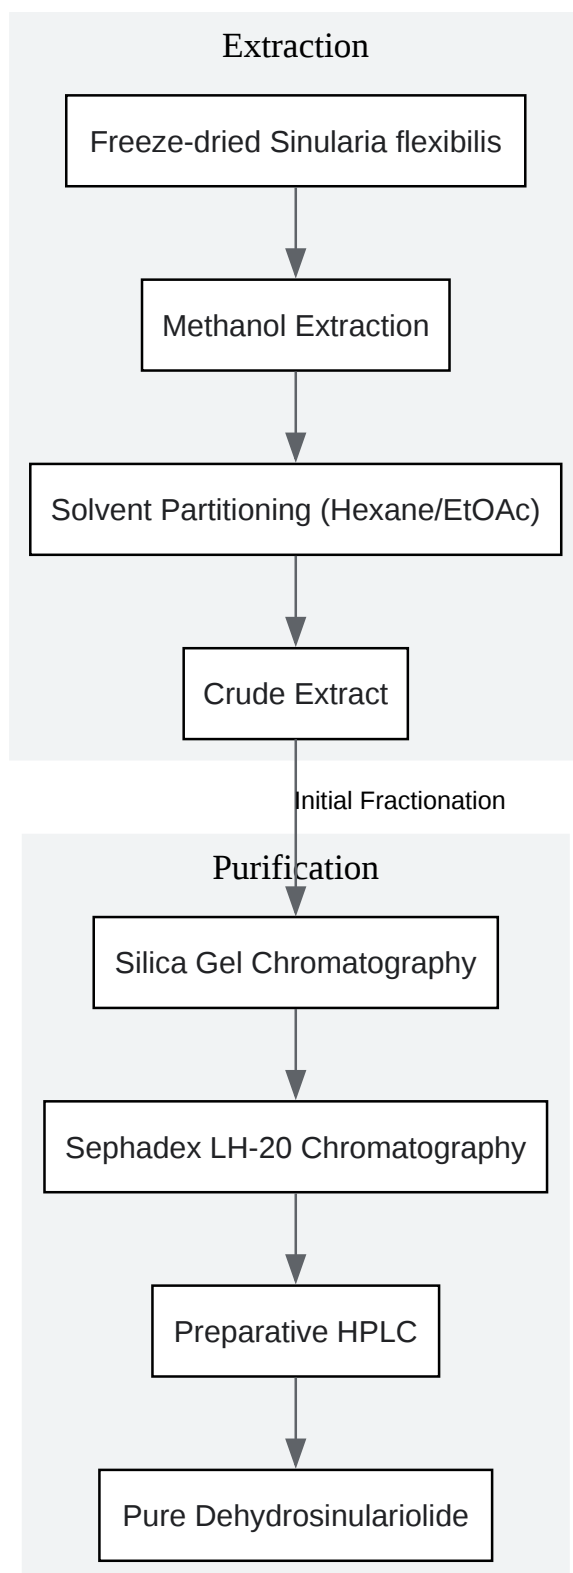 Extraction
Freeze-dried Sinularia flexibilis
Methanol Extraction
Solvent Partitioning (Hexane/EtOAc)
Crude Extract
Initial Fractionation
Purification
Silica Gel Chromatography
Sephadex LH-20 Chromatography
Preparative HPLC
Pure Dehydrosinulariolide